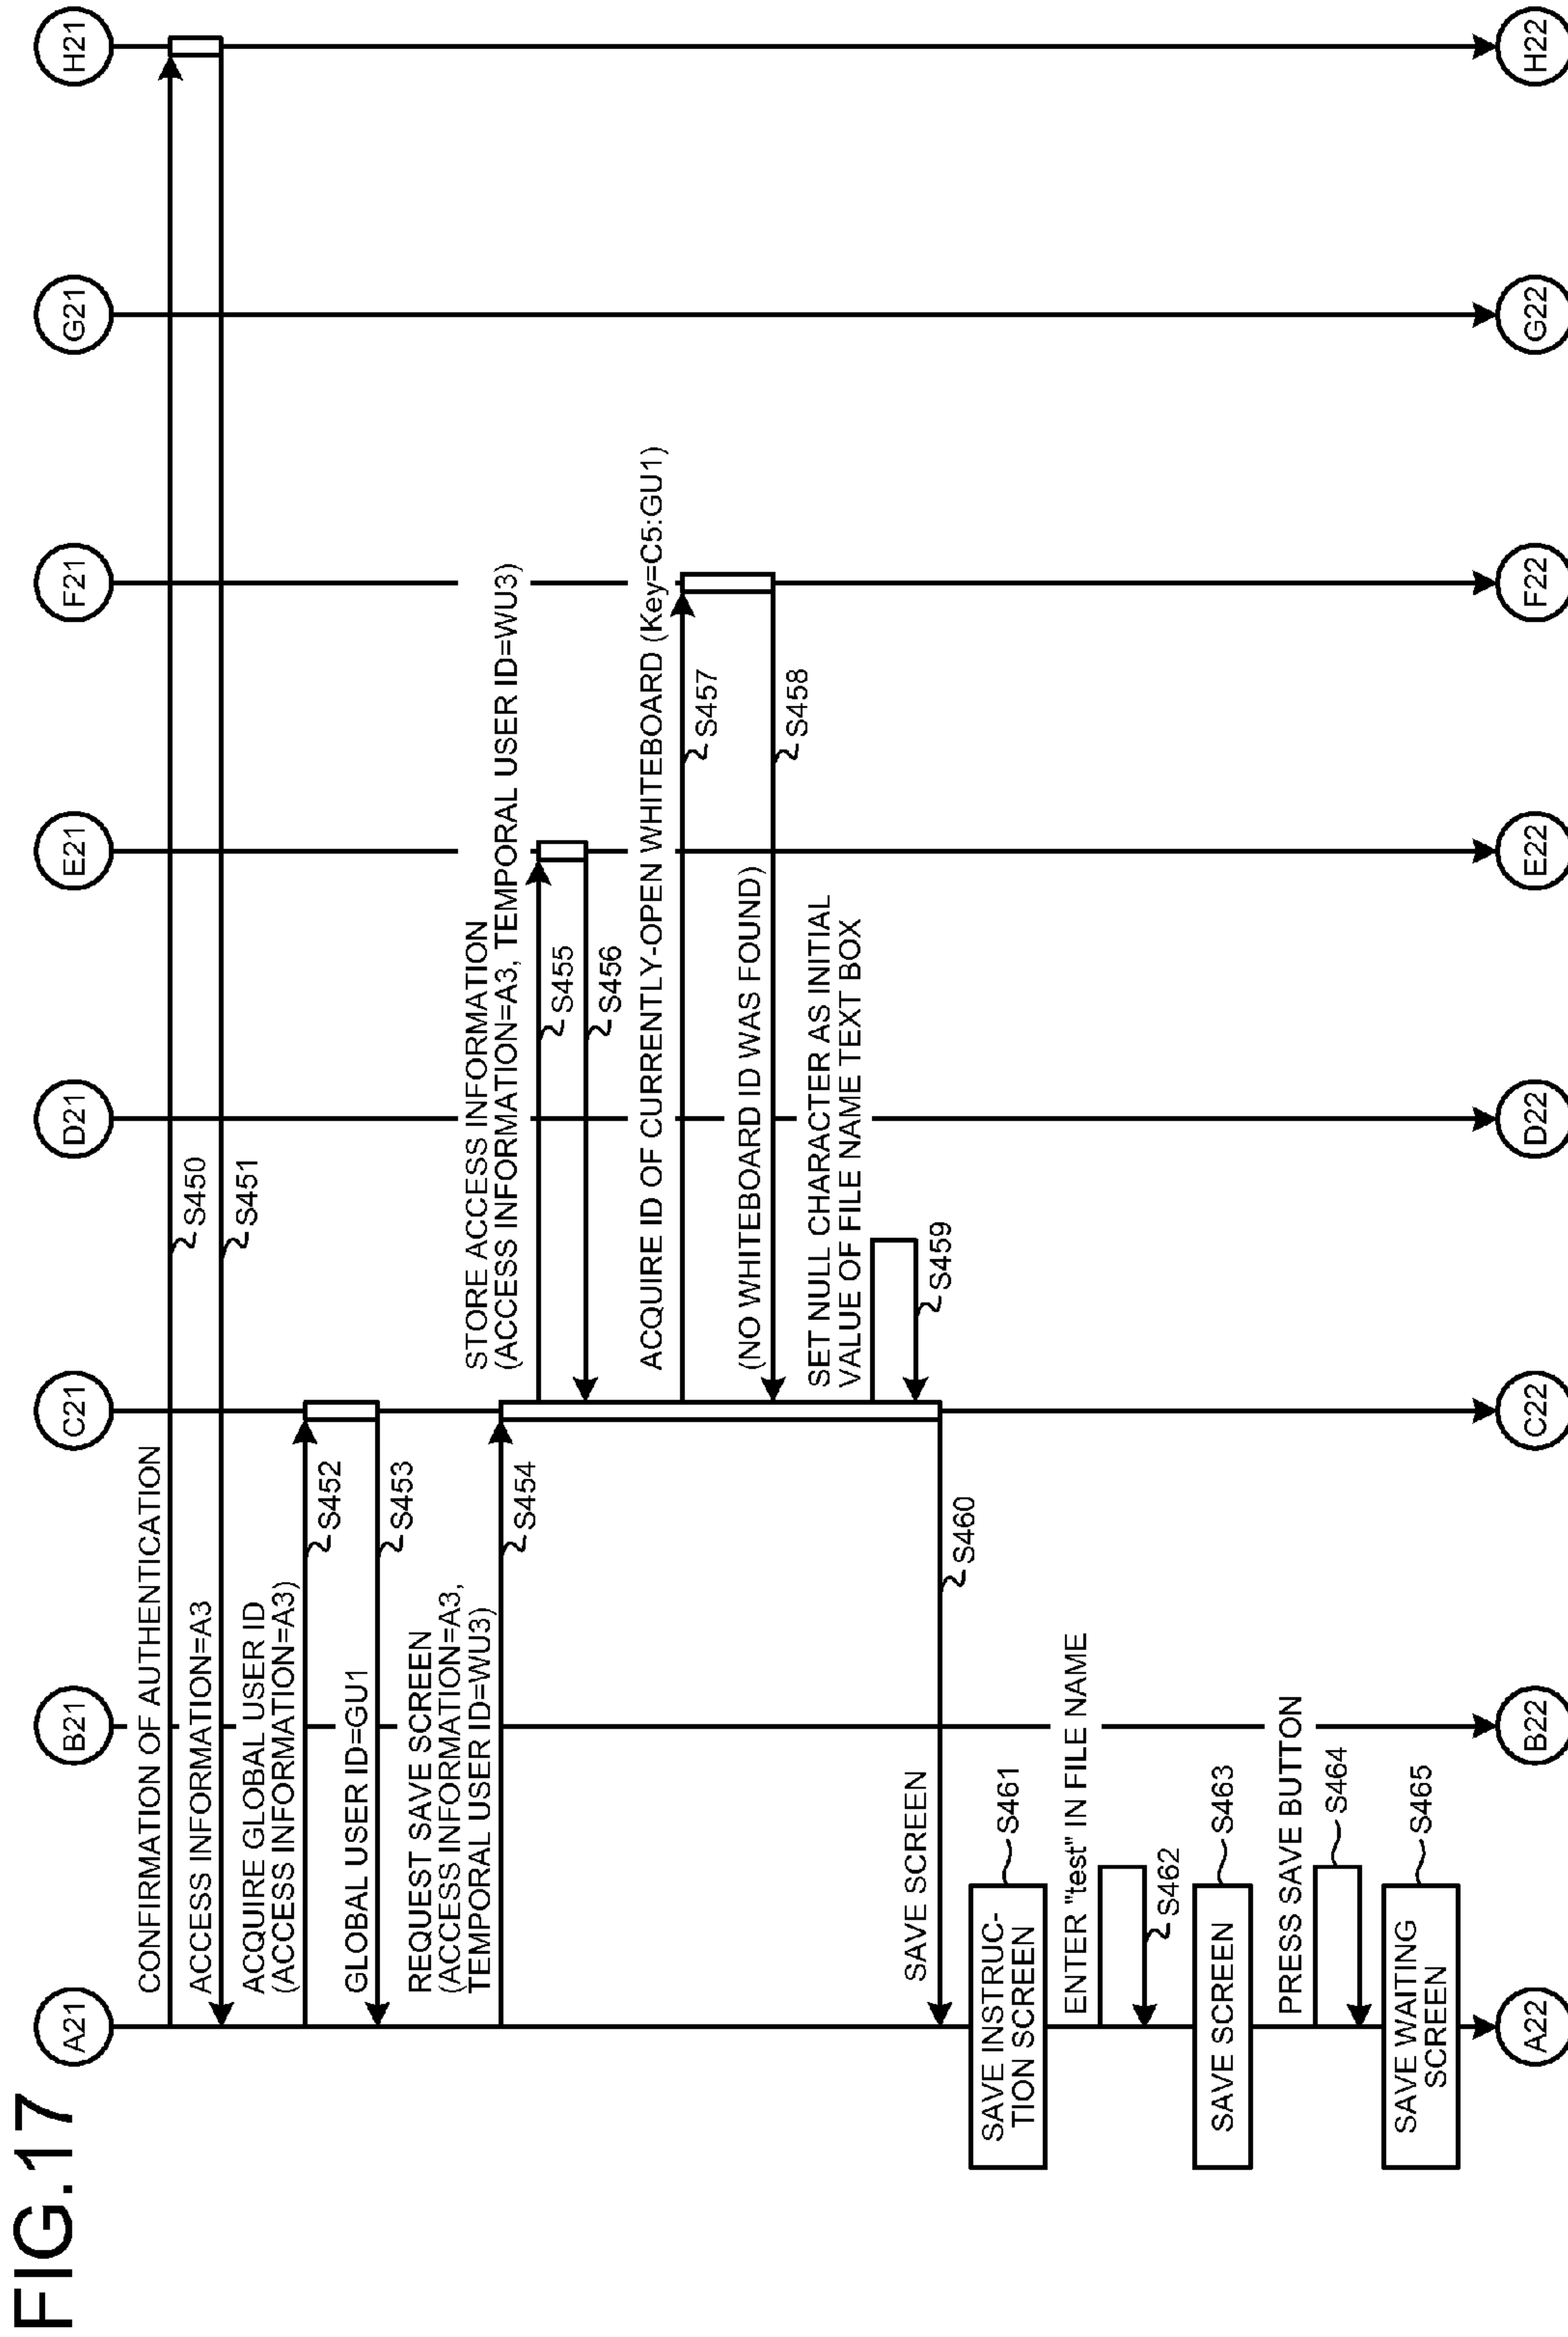 FIG.17
A21
B21
C21
D21
E21
F21
G21
H21
CONFIRMATION OF AUTHENTICATION
S450
ACCESS INFORMATION=A3
S451
ACQUIRE GLOBAL USER ID
(ACCESS INFORMATION=A3)
S452
GLOBAL USER ID=GU1
S453
REQUEST SAVE SCREEN
(ACCESS INFORMATION=A3,
TEMPORAL USER ID=WU3)
S454
STORE ACCESS INFORMATION
(ACCESS INFORMATION=A3, TEMPORAL USER ID=WU3)
S455
S456
ACQUIRE ID OF CURRENTLY-OPEN WHITEBOARD (Key=C5:GU1)
S457
(NO WHITEBOARD ID WAS FOUND)
S458
SET NULL CHARACTER AS INITIAL
VALUE OF FILE NAME TEXT BOX
S459
SAVE SCREEN
S460
SAVE INSTRUC-
TION SCREEN
S461
ENTER "test" IN FILE NAME
S462
SAVE SCREEN
S463
PRESS SAVE BUTTON
S464
SAVE WAITING
SCREEN
S465
A22
B22
C22
D22
E22
F22
G22
H22